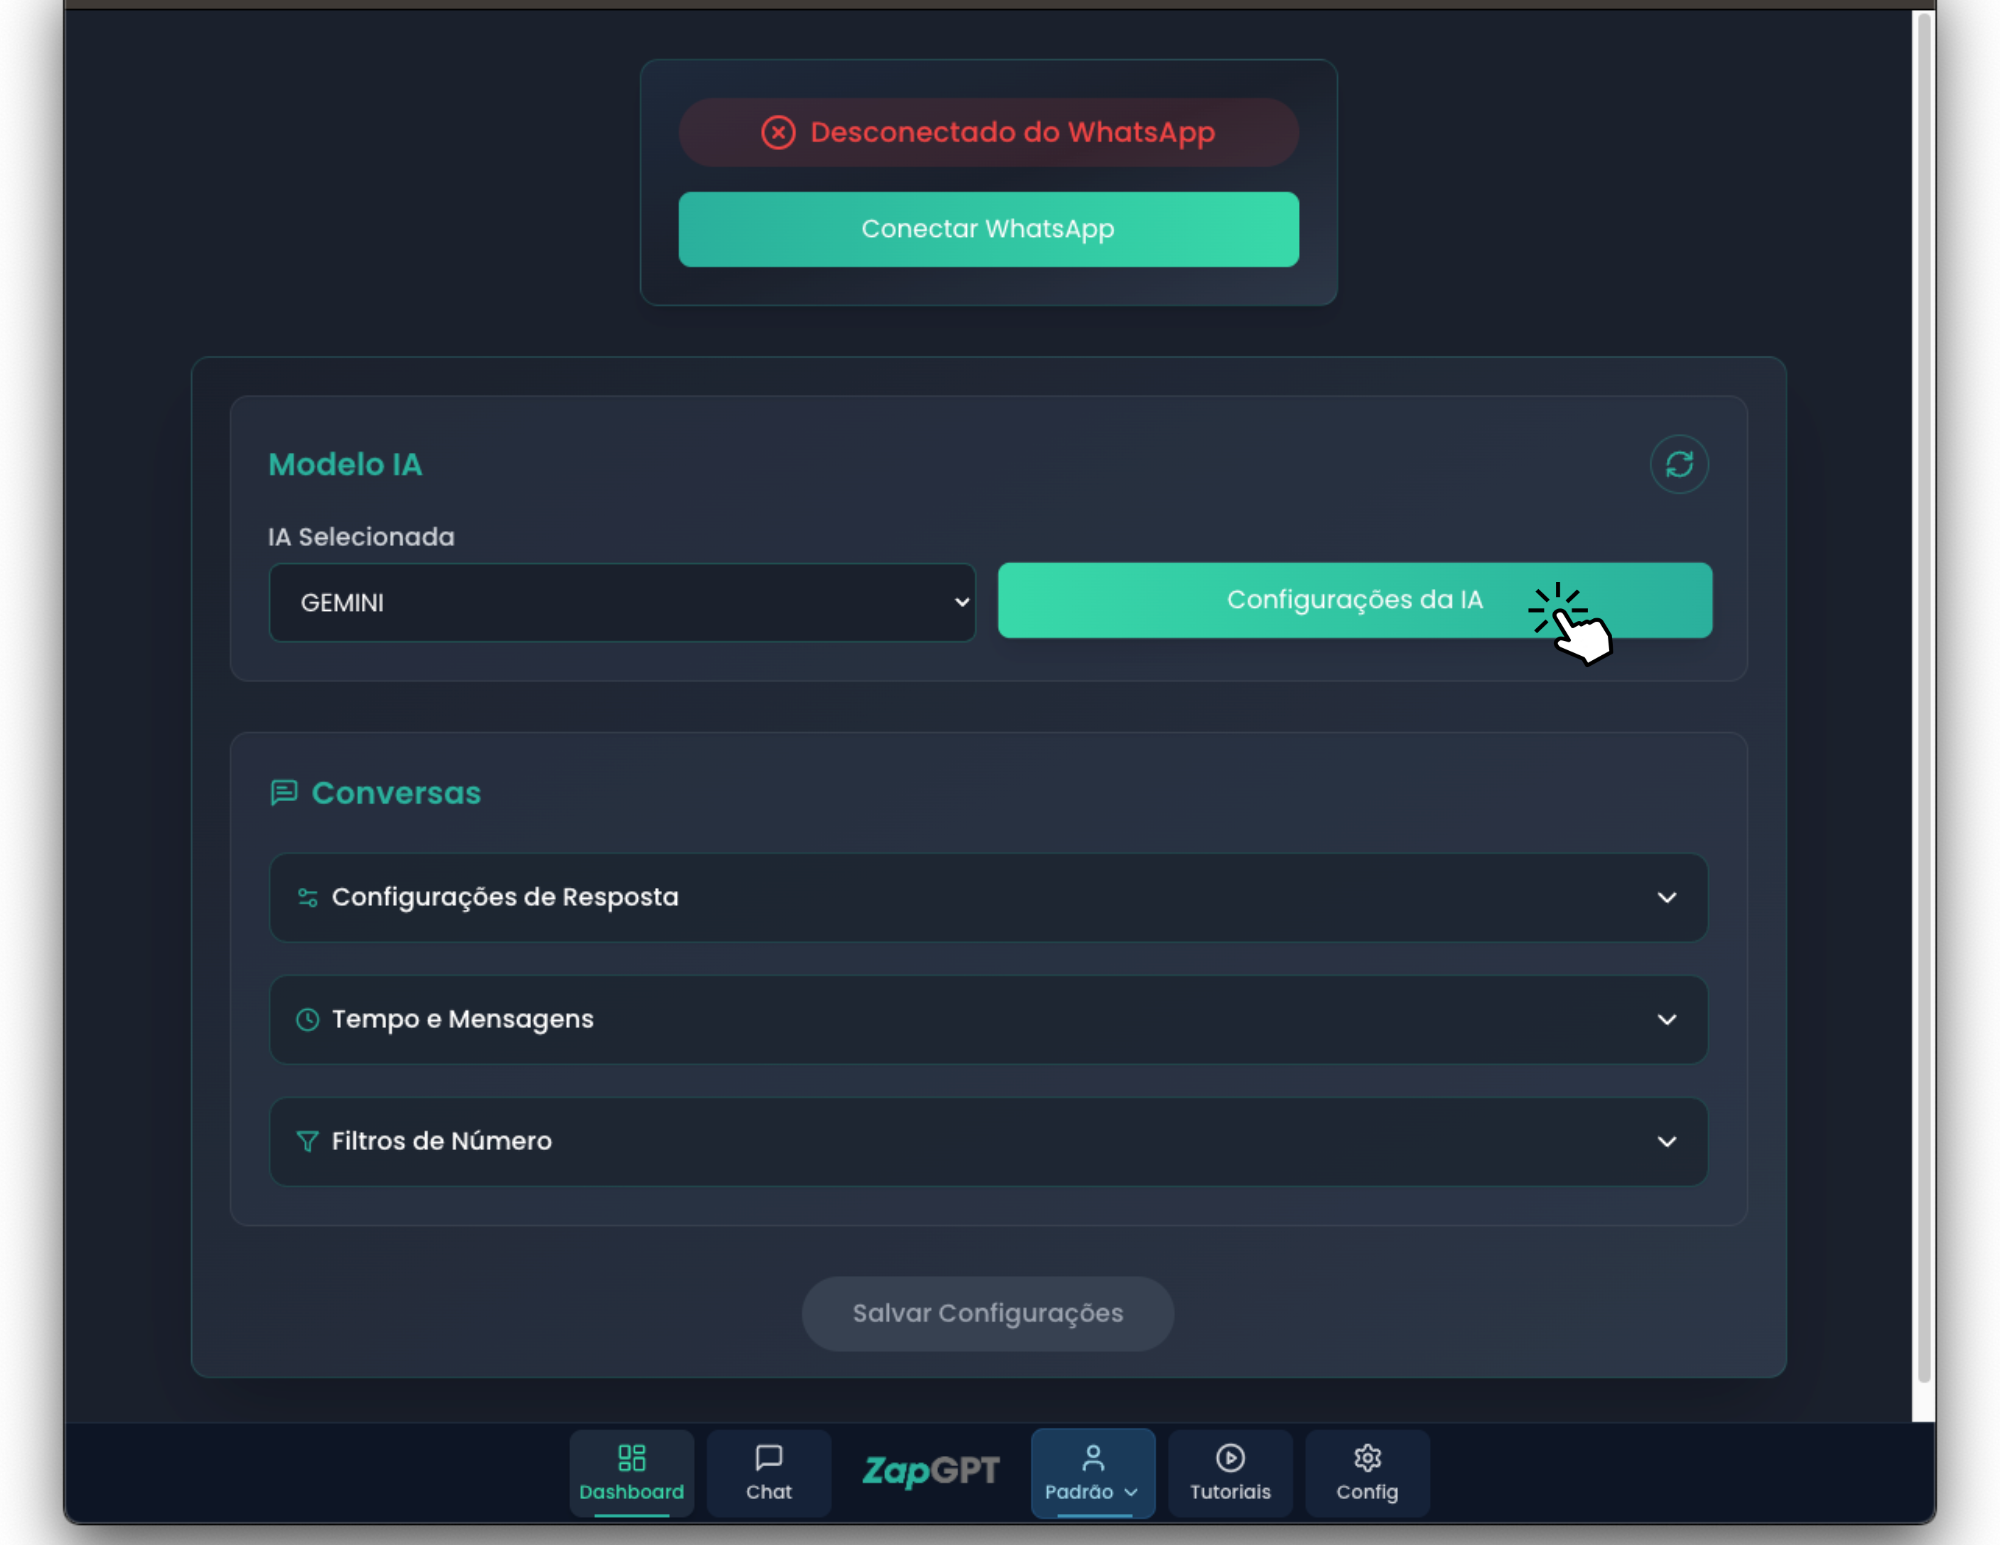 Desconectado do WhatsApp
Conectar WhatsApp
Modelo IA
IA Selecionada
GEMINI
Configurações da IA
Conversas
Configurações de Resposta
Tempo e Mensagens
Filtros de Número
Salvar Configurações
Dashboard
Chat
ZapGPT
Padrão
Tutoriais
Config